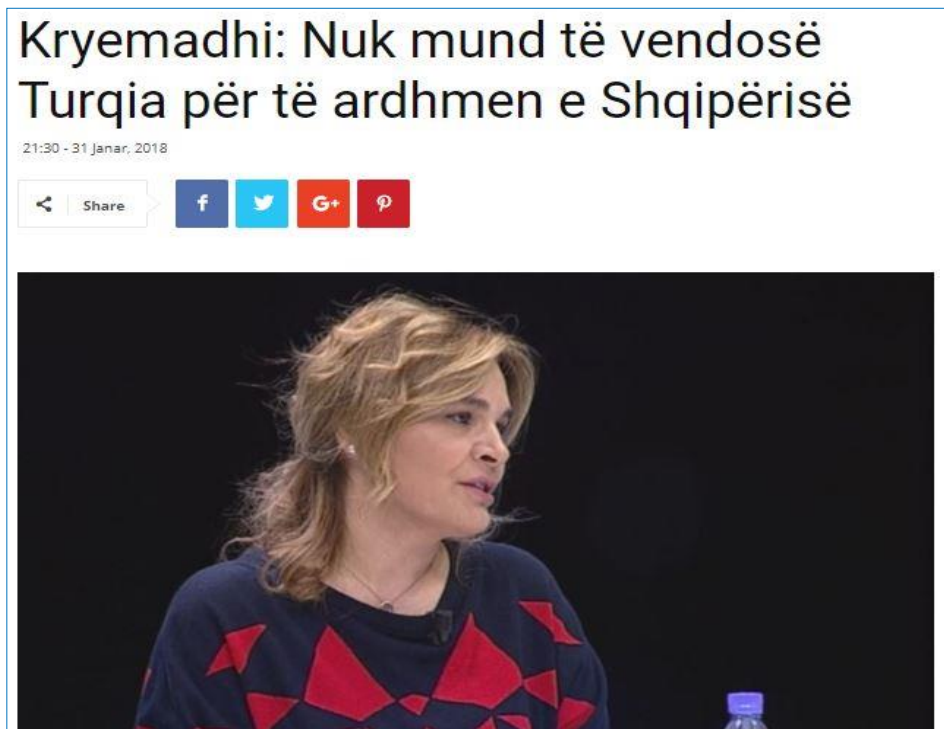 Kryemadhi: Nuk mund të vendosë
Turqia për të ardhmen e Shqipërisë
21:30 - 31 Janar, 2018
Share
f
G+